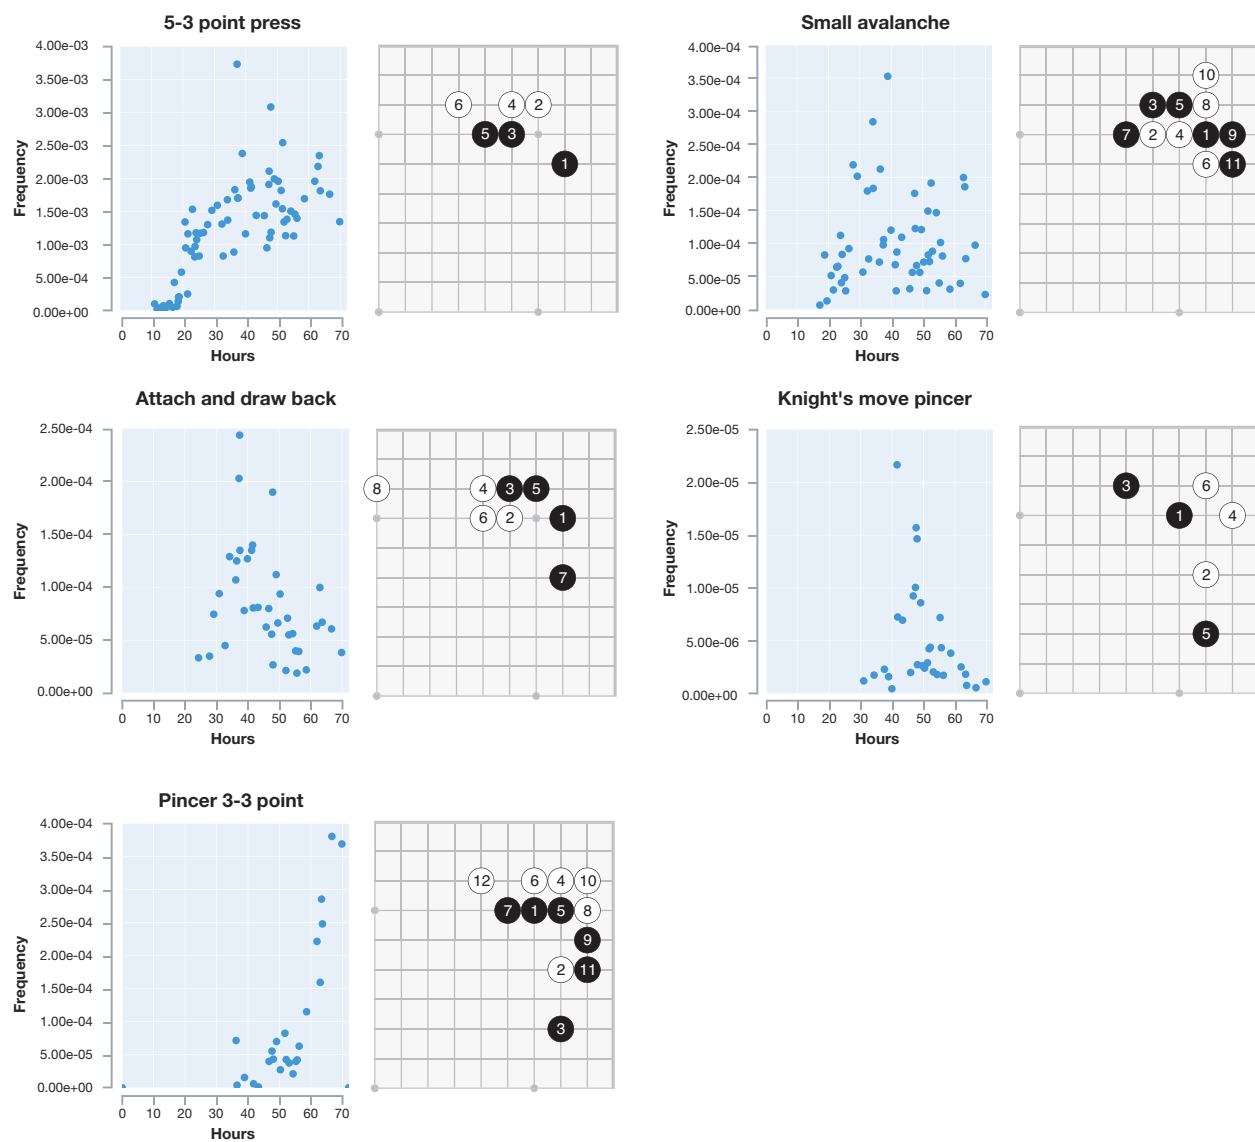 5-3 point press
4.00e-03
3.50e-03
3.00e-03
2.50e-03
2.00e-03
1.50e-03
1.00e-03
5.00e-04
0.00e+00
Frequency
0 10 20 30 40 50 60 70
Hours
6 4 2
5 3
1
Small avalanche
4.00e-04
3.50e-04
3.00e-04
2.50e-04
2.00e-04
1.50e-04
1.00e-04
5.00e-05
0.00e+00
Frequency
0 10 20 30 40 50 60 70
Hours
10
3 5 8
7 2 4 1 9
6 11
Attach and draw back
2.50e-04
2.00e-04
1.50e-04
1.00e-04
5.00e-05
0.00e+00
Frequency
0 10 20 30 40 50 60 70
Hours
8 4 3 5
6 2 1
7
Knight's move pincer
2.50e-05
2.00e-05
1.50e-05
1.00e-05
5.00e-06
0.00e+00
Frequency
0 10 20 30 40 50 60 70
Hours
3 6
1 4
2
5
Pincer 3-3 point
4.00e-04
3.50e-04
3.00e-04
2.50e-04
2.00e-04
1.50e-04
1.00e-04
5.00e-05
0.00e+00
Frequency
0 10 20 30 40 50 60 70
Hours
12 6 4 10
7 1 5 8
9
2 11
3